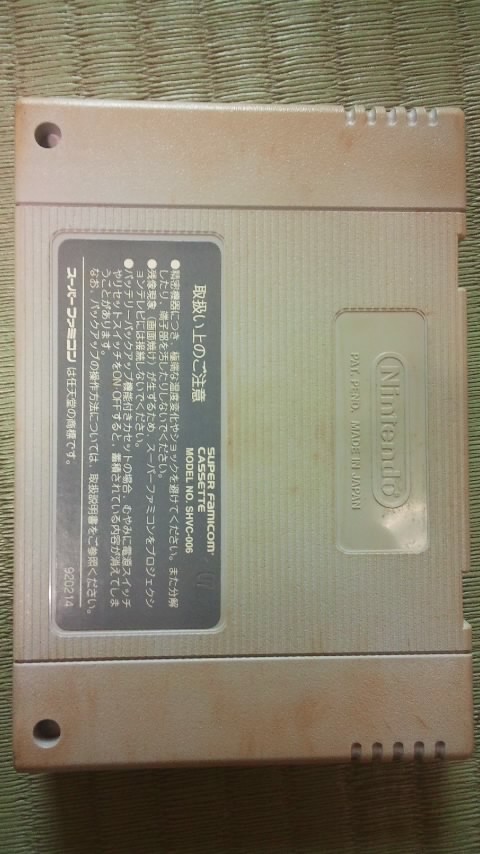 Nintendo
PAT. PEND. MADE IN JAPAN
取扱い上のご注意
SUPER FAMICOM
CASSETTE
MODEL NO. SHVC-006
●精密機器につき、極端な温度変化やショックを避けてください。また分解
したり、端子部を汚したりしないでください。
●残像現象(画面焼け)が生ずるため、スーパーファミコンをプロジェクシ
ョンテレビには接続しないでください。
●バッテリーバックアップ機能付きカセットの場合、むやみに電源スイッチ
やリセットスイッチをON・OFFすると、蓄積されている内容が消えてしま
うことがあります。
なお、バックアップの操作方法については、取扱説明書をご参照ください。
スーパーファミコンは任天堂の商標です。
920214